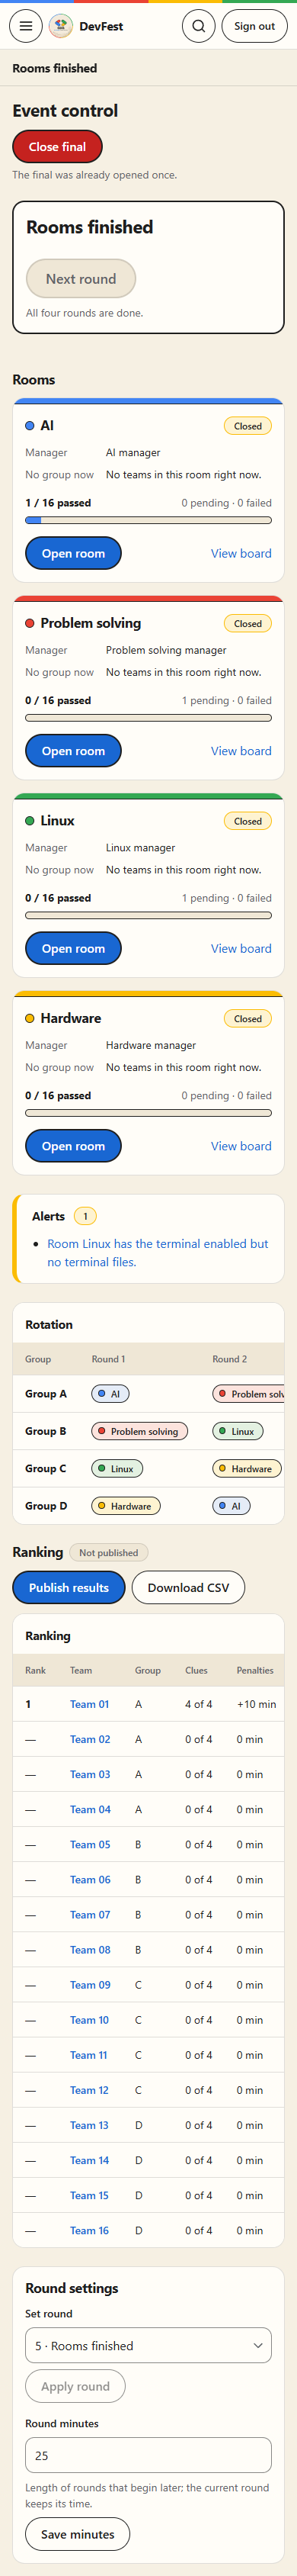 DevFest
Sign out
Rooms finished
Event control
Close final
The final was already opened once.
Rooms finished
Next round
All four rounds are done.
Rooms
AI
Closed
Manager AI manager
No group now No teams in this room right now.
1 / 16 passed 0 pending · 0 failed
Open room View board
Problem solving
Closed
Manager Problem solving manager
No group now No teams in this room right now.
0 / 16 passed 1 pending · 0 failed
Open room View board
Linux
Closed
Manager Linux manager
No group now No teams in this room right now.
0 / 16 passed 1 pending · 0 failed
Open room View board
Hardware
Closed
Manager Hardware manager
No group now No teams in this room right now.
0 / 16 passed 0 pending · 0 failed
Open room View board
Alerts 1
Room Linux has the terminal enabled but
no terminal files.
Rotation
Group Round 1 Round 2
Group A AI Problem solv
Group B Problem solving Linux
Group C Linux Hardware
Group D Hardware AI
Ranking Not published
Publish results Download CSV
Ranking
Rank Team Group Clues Penalties
1 Team 01 A 4 of 4 +10 min
— Team 02 A 0 of 4 0 min
— Team 03 A 0 of 4 0 min
— Team 04 A 0 of 4 0 min
— Team 05 B 0 of 4 0 min
— Team 06 B 0 of 4 0 min
— Team 07 B 0 of 4 0 min
— Team 08 B 0 of 4 0 min
— Team 09 C 0 of 4 0 min
— Team 10 C 0 of 4 0 min
— Team 11 C 0 of 4 0 min
— Team 12 C 0 of 4 0 min
— Team 13 D 0 of 4 0 min
— Team 14 D 0 of 4 0 min
— Team 15 D 0 of 4 0 min
— Team 16 D 0 of 4 0 min
Round settings
Set round
5 · Rooms finished
Apply round
Round minutes
25
Length of rounds that begin later; the current round
keeps its time.
Save minutes